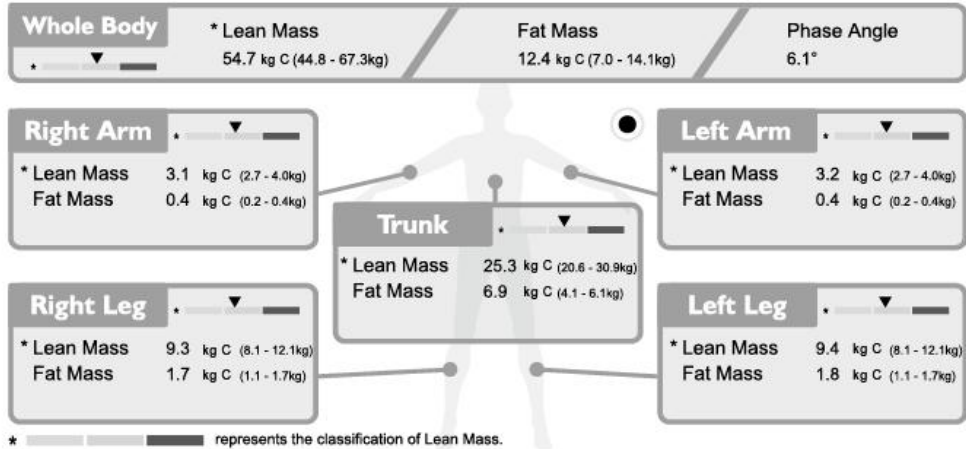 Whole Body
* Lean Mass
54.7 kg C (44.8 - 67.3kg)
Fat Mass
12.4 kg C (7.0 - 14.1kg)
Phase Angle
6.1°
*
Right Arm
*
* Lean Mass 3.1 kg C (2.7 - 4.0kg)
Fat Mass 0.4 kg C (0.2 - 0.4kg)
Left Arm
*
* Lean Mass 3.2 kg C (2.7 - 4.0kg)
Fat Mass 0.4 kg C (0.2 - 0.4kg)
Trunk
*
* Lean Mass 25.3 kg C (20.6 - 30.9kg)
Fat Mass 6.9 kg C (4.1 - 6.1kg)
Right Leg
*
* Lean Mass 9.3 kg C (8.1 - 12.1kg)
Fat Mass 1.7 kg C (1.1 - 1.7kg)
Left Leg
*
* Lean Mass 9.4 kg C (8.1 - 12.1kg)
Fat Mass 1.8 kg C (1.1 - 1.7kg)
* represents the classification of Lean Mass.